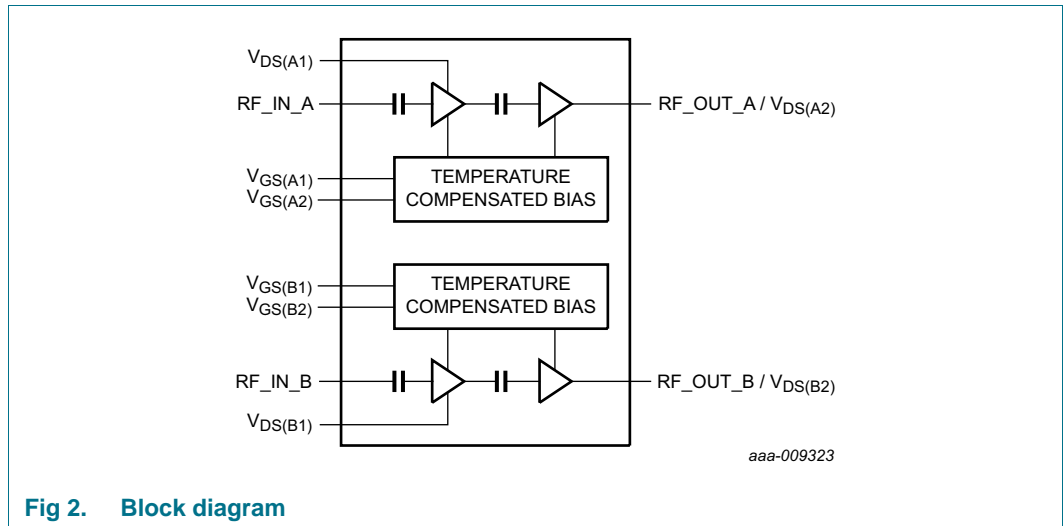 VDS(A1)
RF_IN_A
RF_OUT_A / VDS(A2)
VGS(A1)
VGS(A2)
TEMPERATURE
COMPENSATED BIAS
VGS(B1)
VGS(B2)
TEMPERATURE
COMPENSATED BIAS
RF_IN_B
RF_OUT_B / VDS(B2)
VDS(B1)
aaa-009323
Fig 2. Block diagram